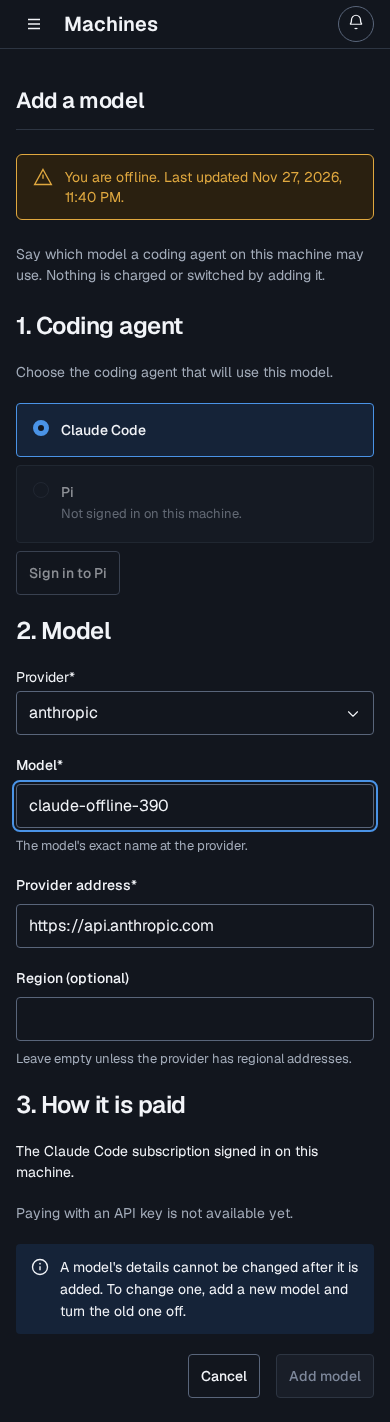 Machines
Add a model
You are offline. Last updated Nov 27, 2026,
11:40 PM.
Say which model a coding agent on this machine may
use. Nothing is charged or switched by adding it.
1. Coding agent
Choose the coding agent that will use this model.
Claude Code
Pi
Not signed in on this machine.
Sign in to Pi
2. Model
Provider*
anthropic
Model*
claude-offline-390
The model's exact name at the provider.
Provider address*
https://api.anthropic.com
Region (optional)
Leave empty unless the provider has regional addresses.
3. How it is paid
The Claude Code subscription signed in on this
machine.
Paying with an API key is not available yet.
A model's details cannot be changed after it is
added. To change one, add a new model and
turn the old one off.
Cancel
Add model